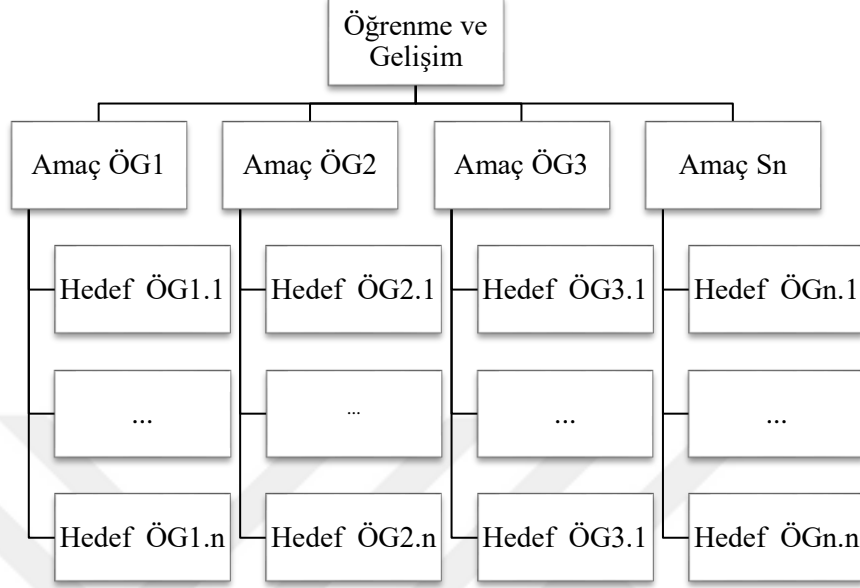 Öğrenme ve
Gelişim
Amaç ÖG1
Amaç ÖG2
Amaç ÖG3
Amaç Sn
Hedef ÖG1.1
Hedef ÖG2.1
Hedef ÖG3.1
Hedef ÖGn.1
...
...
...
...
Hedef ÖG1.n
Hedef ÖG2.n
Hedef ÖG3.1
Hedef ÖGn.n